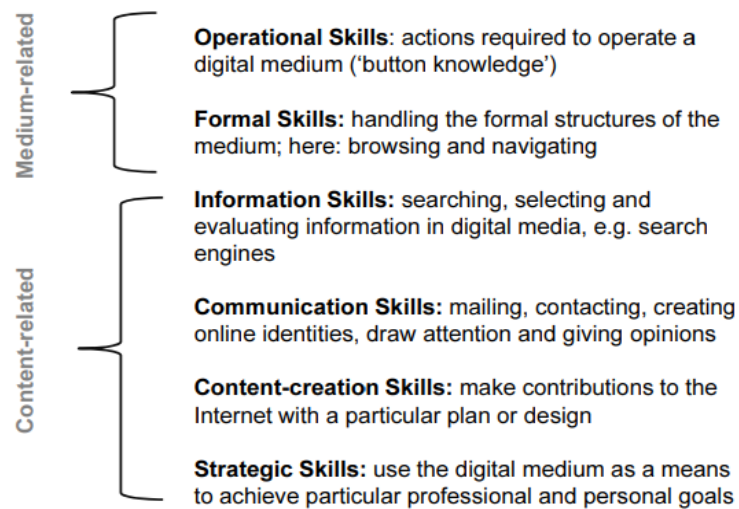 Medium-related
Operational Skills: actions required to operate a
digital medium (‘button knowledge’)
Formal Skills: handling the formal structures of the
medium; here: browsing and navigating
Content-related
Information Skills: searching, selecting and
evaluating information in digital media, e.g. search
engines
Communication Skills: mailing, contacting, creating
online identities, draw attention and giving opinions
Content-creation Skills: make contributions to the
Internet with a particular plan or design
Strategic Skills: use the digital medium as a means
to achieve particular professional and personal goals